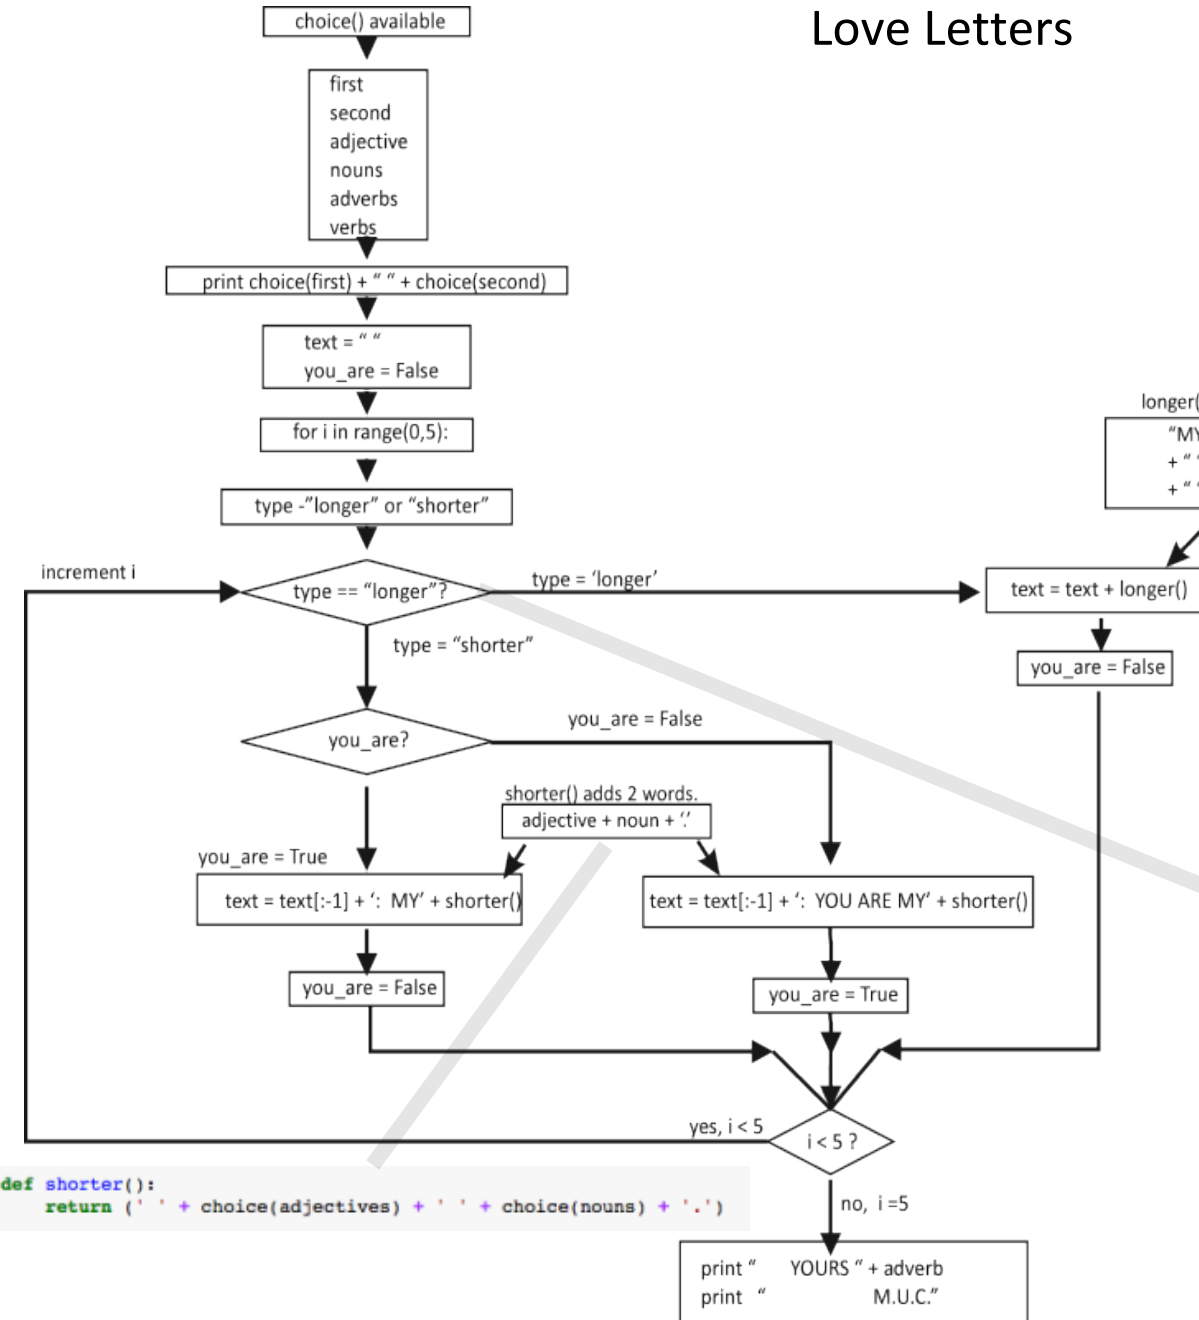 Love Letters
choice() available
first
second
adjective
nouns
adverbs
verbs
print choice(first) + “ “ + choice(second)
text = “ “
you_are = False
for i in range(0,5):
type -”longer” or “shorter”
increment i
type == “longer”?
type = ‘longer’
type = “shorter”
longer(
“MY
+ “ “
+ “ “
text = text + longer()
you_are = False
you_are?
you_are = False
shorter() adds 2 words.
adjective + noun + ‘.’
you_are = True
text = text[:-1] + ‘:  MY’ + shorter()
text = text[:-1] + ‘:  YOU ARE MY’ + shorter()
you_are = False
you_are = True
yes, i < 5
i < 5 ?
no,  i =5
def shorter():
    return (' ' + choice(adjectives) + ' ' + choice(nouns) + '.')
print “      YOURS “ + adverb
print  “                  M.U.C.”